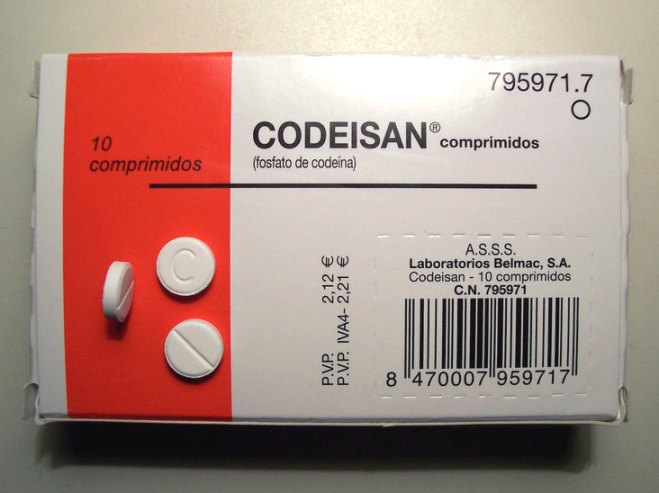 795971.7
10
comprimidos
CODEISAN® comprimidos
(fosfato de codeína)
C
P.V.P. 2,12 €
P.V.P. IVA4- 2,21 €
A.S.S.S.
Laboratorios Belmac, S.A.
Codeisan - 10 comprimidos
C.N. 795971
8 470007 959717